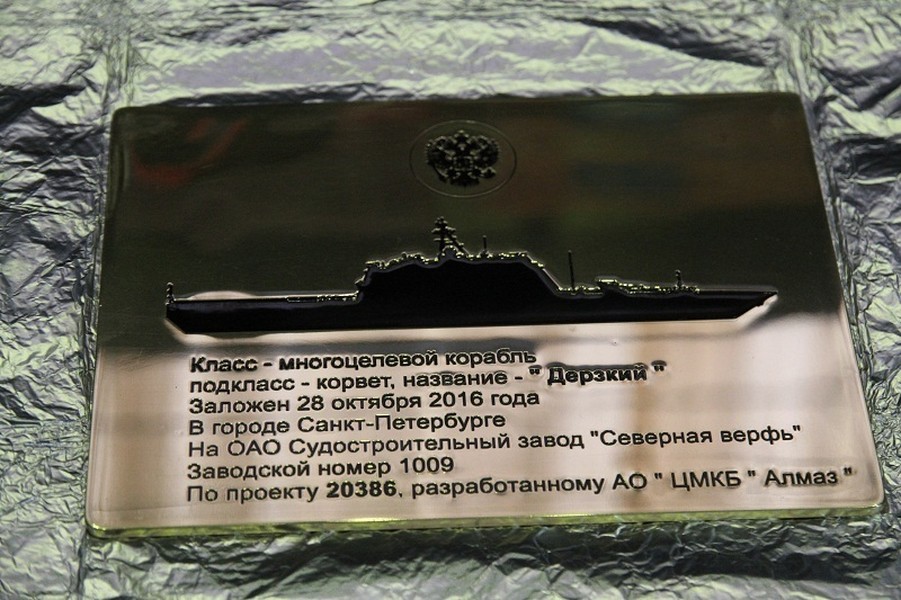 Класс - многоцелевой корабль
подкласс - корвет, название - " Дерзкий "
Заложен 28 октября 2016 года
В городе Санкт-Петербурге
На ОАО Судостроительный завод "Северная верфь"
Заводской номер 1009
По проекту 20386, разработанному АО " ЦМКБ " Алмаз "